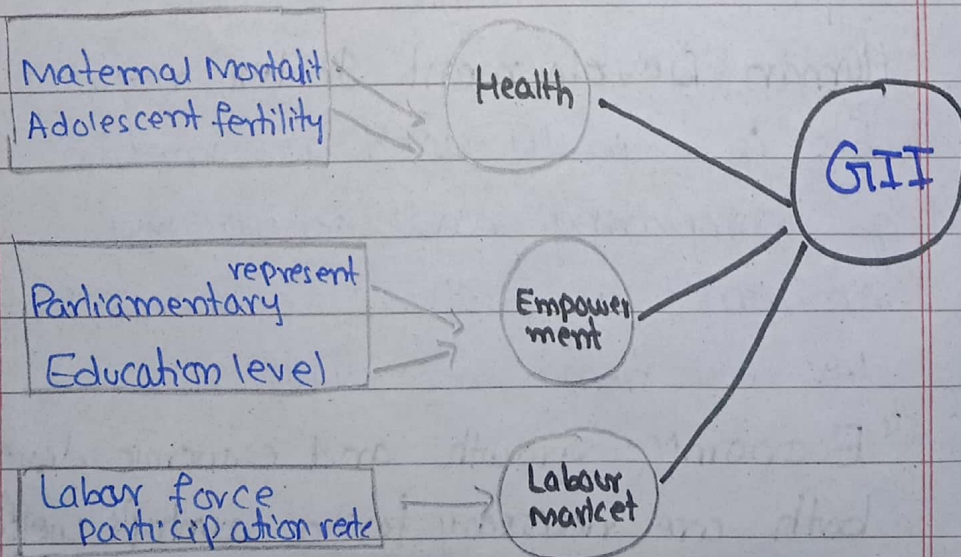 Maternal Mortalit
Adolescent fertility
Health
GII
represent
Parliamentary
Education level
Empower
ment
Labor force
participation rate
Labour
market